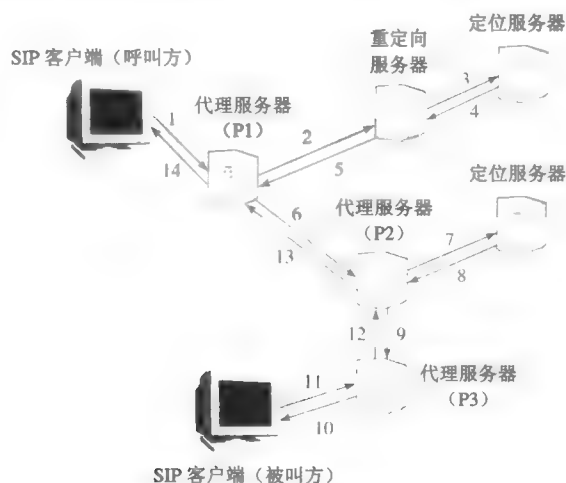 定位服务器
重定向
服务器
SIP 客户端（呼叫方）
3
4
1
代理服务器
（P1）
2
5
14
定位服务器
6
代理服务器
（P2）
7
13
8
12
9
11
代理服务器
（P3）
10
SIP 客户端（被叫方）